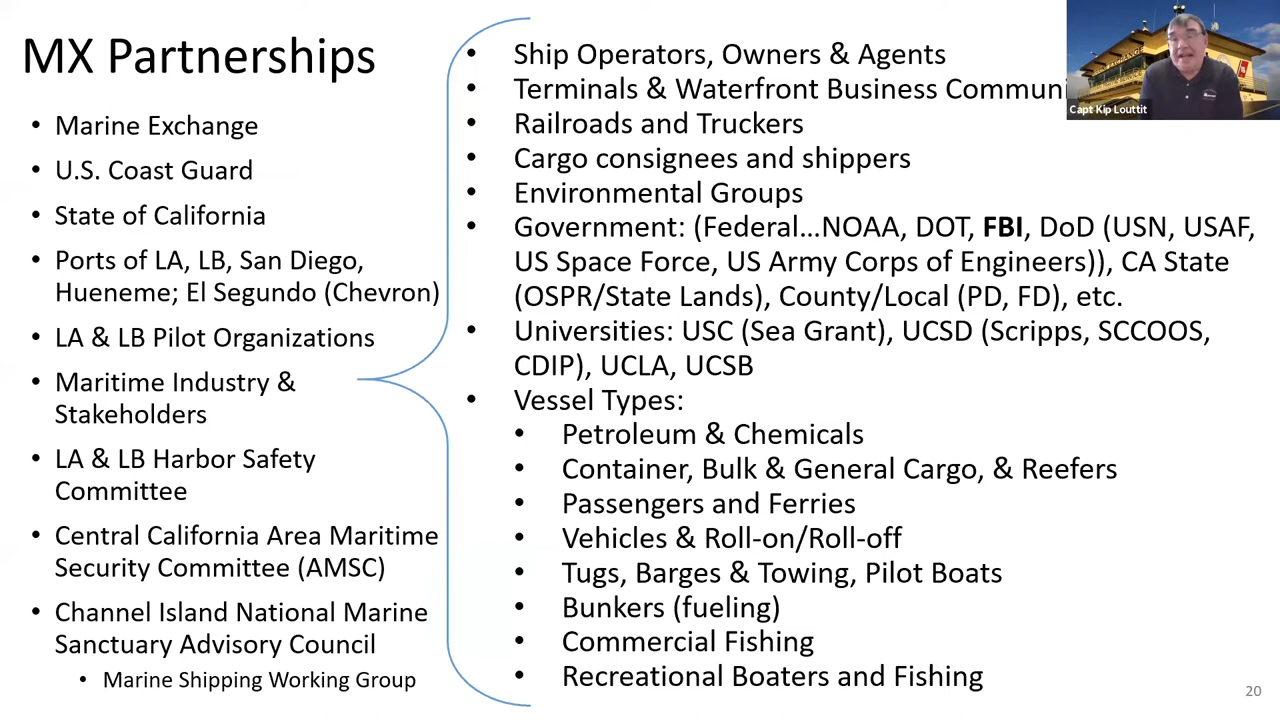 MX Partnerships
• Marine Exchange
• U.S. Coast Guard
• State of California
• Ports of LA, LB, San Diego,
Hueneme; El Segundo (Chevron)
• LA & LB Pilot Organizations
• Maritime Industry &
Stakeholders
• LA & LB Harbor Safety
Committee
• Central California Area Maritime
Security Committee (AMSC)
• Channel Island National Marine
Sanctuary Advisory Council
• Marine Shipping Working Group
• Ship Operators, Owners & Agents
• Terminals & Waterfront Business Commun
• Railroads and Truckers
• Cargo consignees and shippers
• Environmental Groups
• Government: (Federal...NOAA, DOT, FBI, DoD (USN, USAF,
US Space Force, US Army Corps of Engineers)), CA State
(OSPR/State Lands), County/Local (PD, FD), etc.
• Universities: USC (Sea Grant), UCSD (Scripps, SCCOOS,
CDIP), UCLA, UCSB
• Vessel Types:
• Petroleum & Chemicals
• Container, Bulk & General Cargo, & Reefers
• Passengers and Ferries
• Vehicles & Roll-on/Roll-off
• Tugs, Barges & Towing, Pilot Boats
• Bunkers (fueling)
• Commercial Fishing
• Recreational Boaters and Fishing
Capt Kip Louttit
20